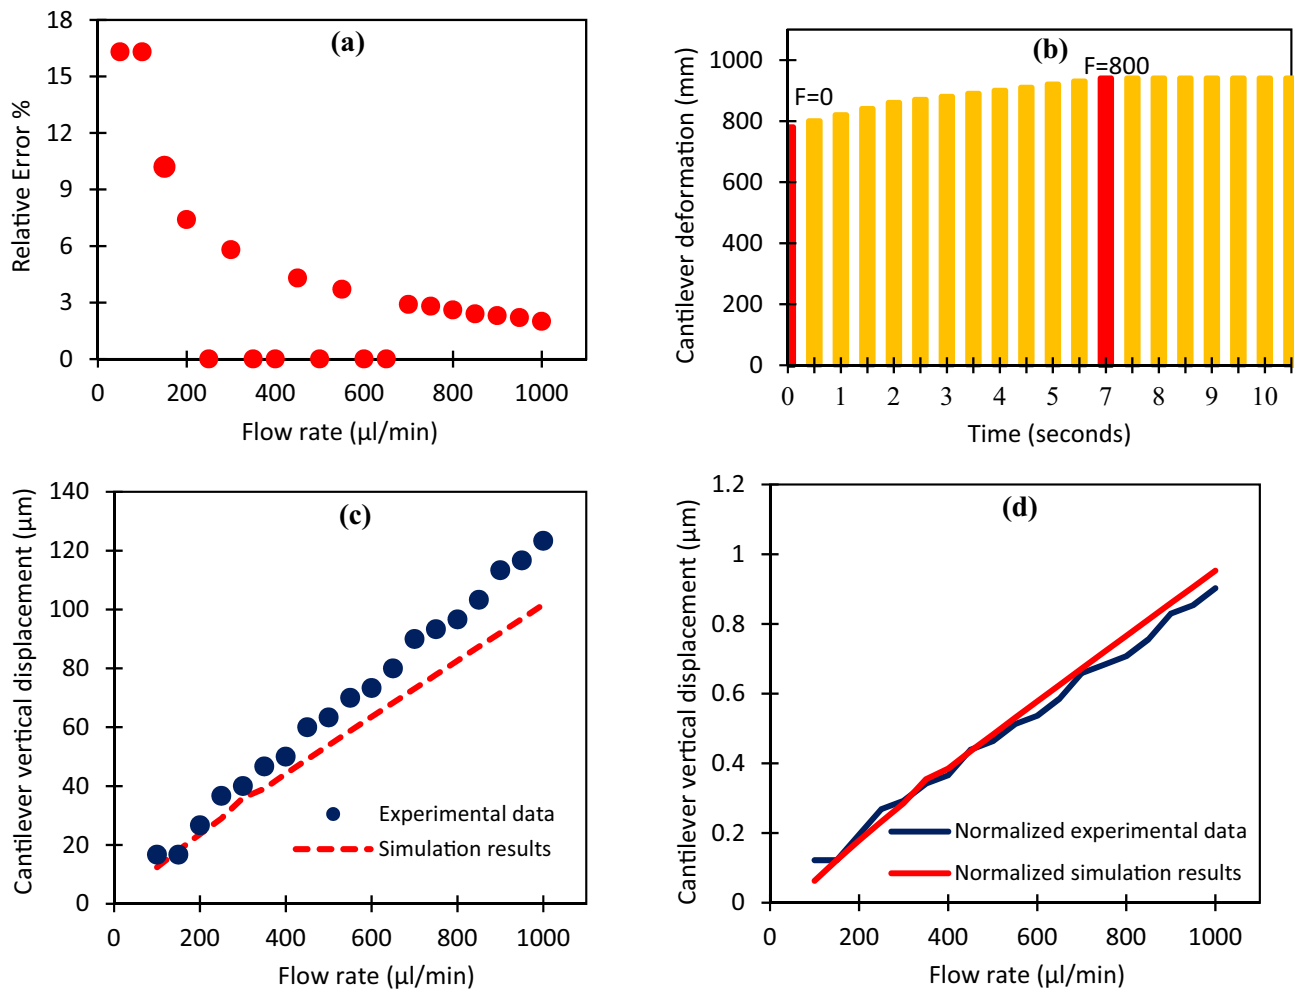 (a)
Relative Error %
18
15
12
9
6
3
0
0 200 400 600 800 1000
Flow rate (µl/min)
(b)
Cantilever deformation (mm)
1000
800
600
400
200
0
F=0
F=800
0 1 2 3 4 5 6 7 8 9 10
Time (seconds)
(c)
Cantilever vertical displacement (µm)
140
120
100
80
60
40
20
0
Experimental data
Simulation results
0 200 400 600 800 1000
Flow rate (µl/min)
(d)
Cantilever vertical displacement (µm)
1.2
1
0.8
0.6
0.4
0.2
0
Normalized experimental data
Normalized simulation results
0 200 400 600 800 1000
Flow rate (µl/min)